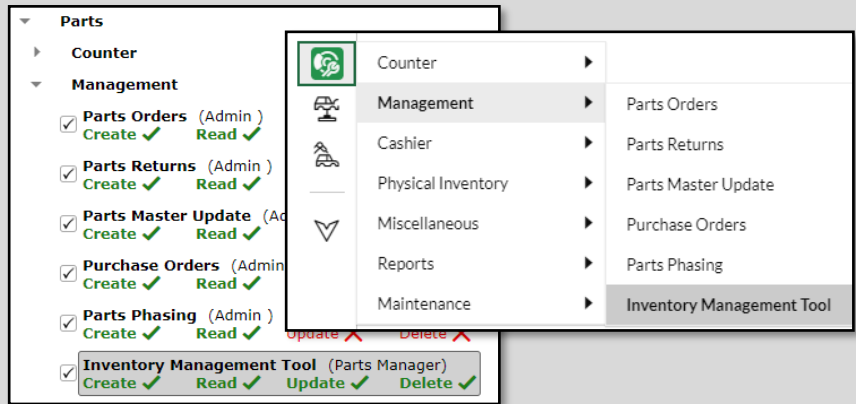 Parts
Counter
Management
Parts Orders (Admin )
Create Read
Parts Returns (Admin )
Create Read
Parts Master Update (Ad
Create Read
Purchase Orders (Admin
Create Read
Parts Phasing (Admin )
Create Read Update Delete
Inventory Management Tool (Parts Manager)
Create Read Update Delete
Counter
Management
Cashier
Physical Inventory
Miscellaneous
Reports
Maintenance
Parts Orders
Parts Returns
Parts Master Update
Purchase Orders
Parts Phasing
Inventory Management Tool